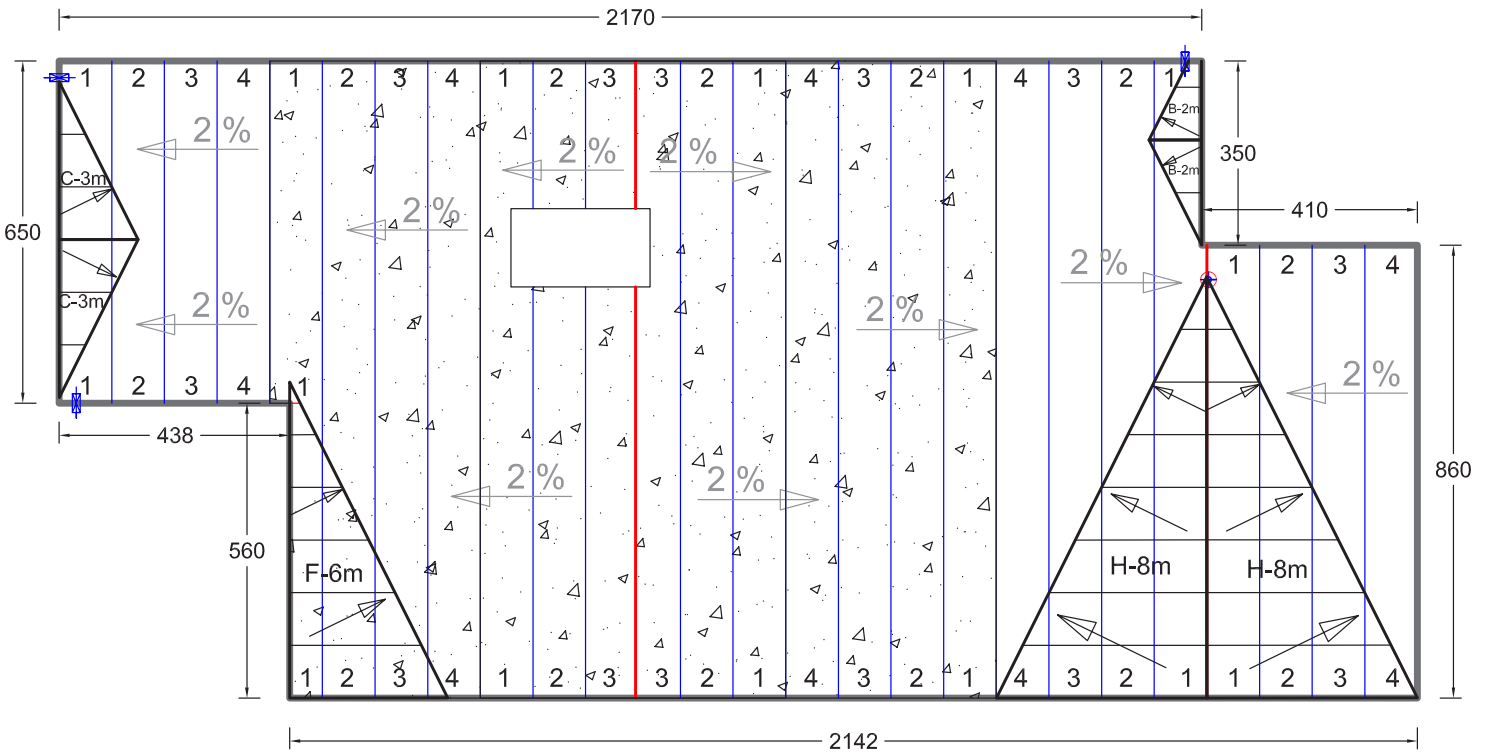 2170
1 2 3 4 1 2 3 4 1 2 3 3 2 1 4 3 2 1 4 3 2 1
B-2m
2 % 2 % 2 %
350
B-2m
C-3m
2 % 410
650
1 2 3 4
2 %
C-3m 2 % 2 %
1 2 3 4 1
2 %
438
860
2 % 2 %
560
F-6m H-8m H-8m
1 2 3 4 1 2 3 3 2 1 4 3 2 1 4 3 2 1 1 2 3 4
2142